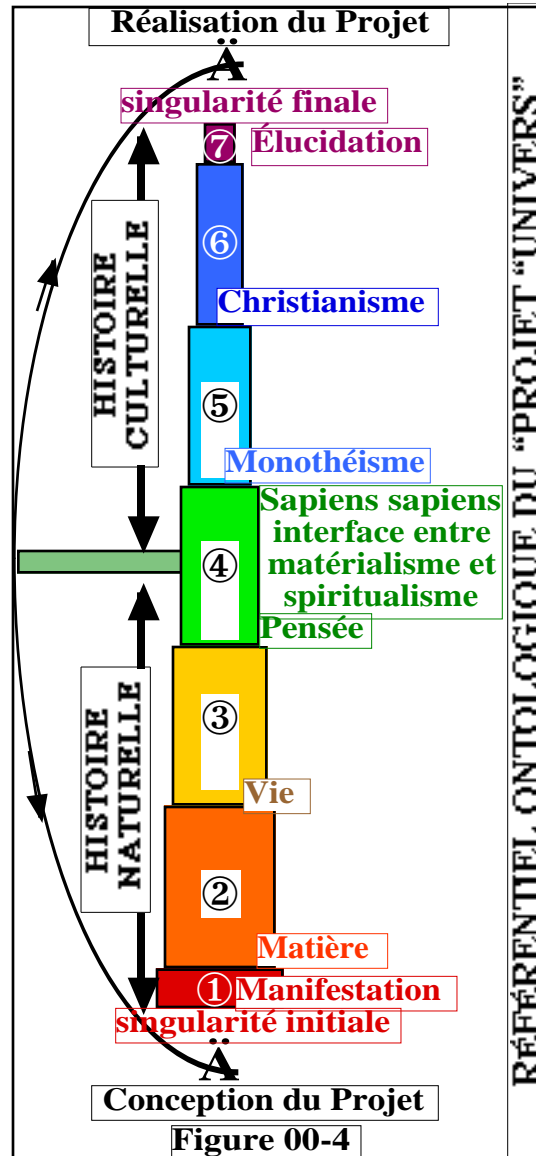 Réalisation du Projet
Ä
singularité finale
⑦ Élucidation
⑥
Christianisme
HISTOIRE
CULTURELLE
⑤
Monothéisme
Sapiens sapiens
interface entre
matérialisme et
spiritualisme
④
Pensée
③
Vie
HISTOIRE
NATURELLE
②
Matière
① Manifestation
singularité initiale
Ä
Conception du Projet
Figure 00-4
RÉFÉRENTIEL ONTOLOGIQUE DU "PROJET "UNIVERS"